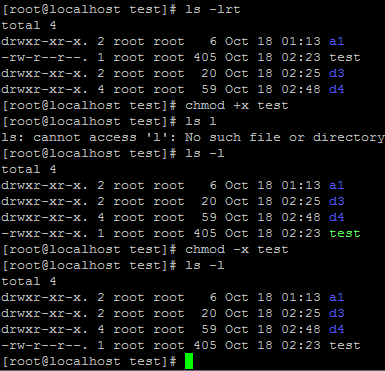 [root@localhost test]# ls -lrt
total 4
drwxr-xr-x. 2 root root   6 Oct 18 01:13 a1
-rw-r--r--. 1 root root 405 Oct 18 02:23 test
drwxr-xr-x. 2 root root  20 Oct 18 02:25 d3
drwxr-xr-x. 4 root root  59 Oct 18 02:48 d4
[root@localhost test]# chmod +x test
[root@localhost test]# ls l
ls: cannot access 'l': No such file or directory
[root@localhost test]# ls -l
total 4
drwxr-xr-x. 2 root root   6 Oct 18 01:13 a1
drwxr-xr-x. 2 root root  20 Oct 18 02:25 d3
drwxr-xr-x. 4 root root  59 Oct 18 02:48 d4
-rwxr-xr-x. 1 root root 405 Oct 18 02:23 test
[root@localhost test]# chmod -x test
[root@localhost test]# ls -l
total 4
drwxr-xr-x. 2 root root   6 Oct 18 01:13 a1
drwxr-xr-x. 2 root root  20 Oct 18 02:25 d3
drwxr-xr-x. 4 root root  59 Oct 18 02:48 d4
-rw-r--r--. 1 root root 405 Oct 18 02:23 test
[root@localhost test]#